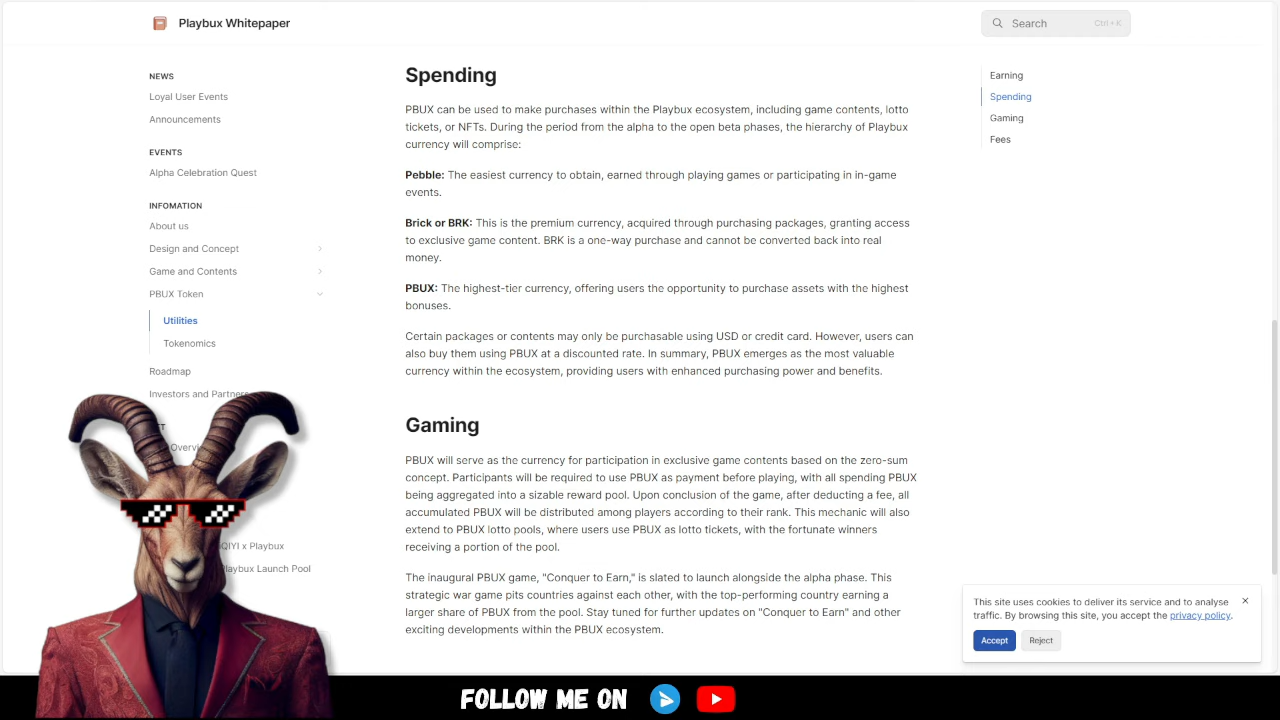 Playbux Whitepaper
Search
Ctrl + K
NEWS
Loyal User Events
Announcements
EVENTS
Alpha Celebration Quest
INFOMATION
About us
Design and Concept
Game and Contents
PBUX Token
Utilities
Tokenomics
Roadmap
Investors and Partners
Overvi
QIYI x Playbux
Playbux Launch Pool
Spending
PBUX can be used to make purchases within the Playbux ecosystem, including game contents, lotto
tickets, or NFTs. During the period from the alpha to the open beta phases, the hierarchy of Playbux
currency will comprise:
Pebble: The easiest currency to obtain, earned through playing games or participating in in-game
events.
Brick or BRK: This is the premium currency, acquired through purchasing packages, granting access
to exclusive game content. BRK is a one-way purchase and cannot be converted back into real
money.
PBUX: The highest-tier currency, offering users the opportunity to purchase assets with the highest
bonuses.
Certain packages or contents may only be purchasable using USD or credit card. However, users can
also buy them using PBUX at a discounted rate. In summary, PBUX emerges as the most valuable
currency within the ecosystem, providing users with enhanced purchasing power and benefits.
Gaming
PBUX will serve as the currency for participation in exclusive game contents based on the zero-sum
concept. Participants will be required to use PBUX as payment before playing, with all spending PBUX
being aggregated into a sizable reward pool. Upon conclusion of the game, after deducting a fee, all
accumulated PBUX will be distributed among players according to their rank. This mechanic will also
extend to PBUX lotto pools, where users use PBUX as lotto tickets, with the fortunate winners
receiving a portion of the pool.
The inaugural PBUX game, "Conquer to Earn," is slated to launch alongside the alpha phase. This
strategic war game pits countries against each other, with the top-performing country earning a
larger share of PBUX from the pool. Stay tuned for further updates on "Conquer to Earn" and other
exciting developments within the PBUX ecosystem.
Earning
Spending
Gaming
Fees
This site uses cookies to deliver its service and to analyse
traffic. By browsing this site, you accept the privacy policy.
Accept
Reject
FOLLOW ME ON